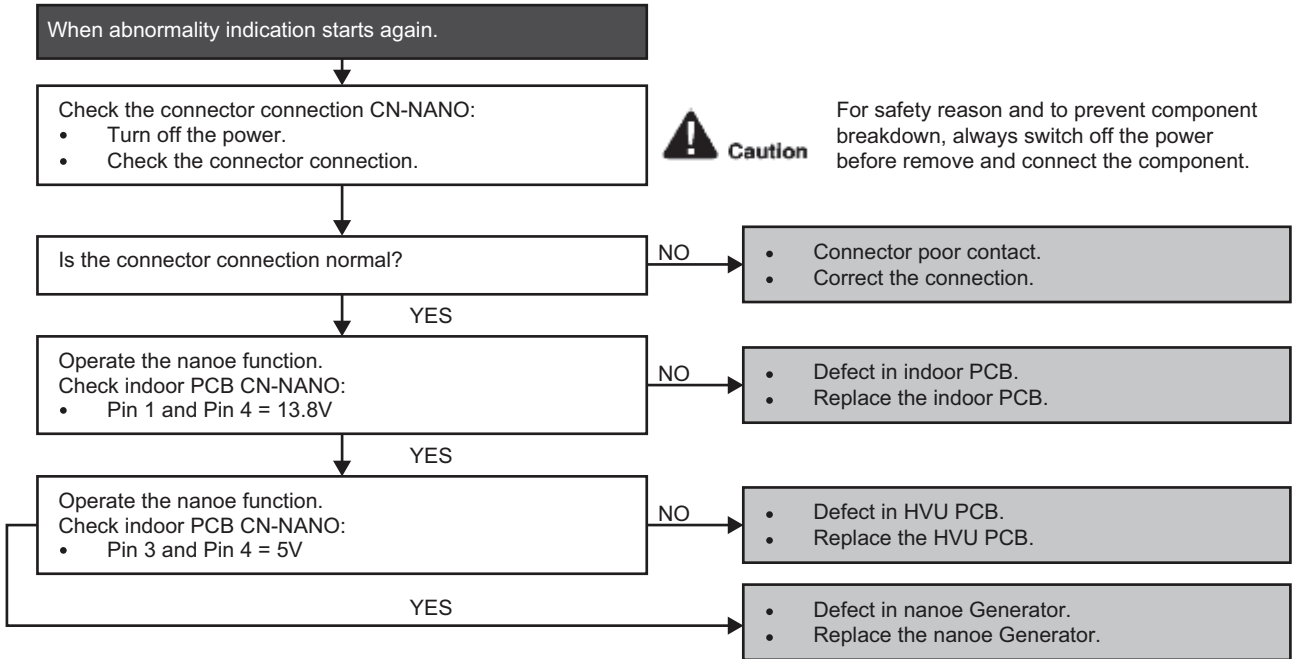 When abnormality indication starts again.
Check the connector connection CN-NANO:
• Turn off the power.
• Check the connector connection.
Caution
For safety reason and to prevent component
breakdown, always switch off the power
before remove and connect the component.
Is the connector connection normal?
NO
• Connector poor contact.
• Correct the connection.
YES
Operate the nanoe function.
Check indoor PCB CN-NANO:
• Pin 1 and Pin 4 = 13.8V
NO
• Defect in indoor PCB.
• Replace the indoor PCB.
YES
Operate the nanoe function.
Check indoor PCB CN-NANO:
• Pin 3 and Pin 4 = 5V
NO
• Defect in HVU PCB.
• Replace the HVU PCB.
YES
• Defect in nanoe Generator.
• Replace the nanoe Generator.